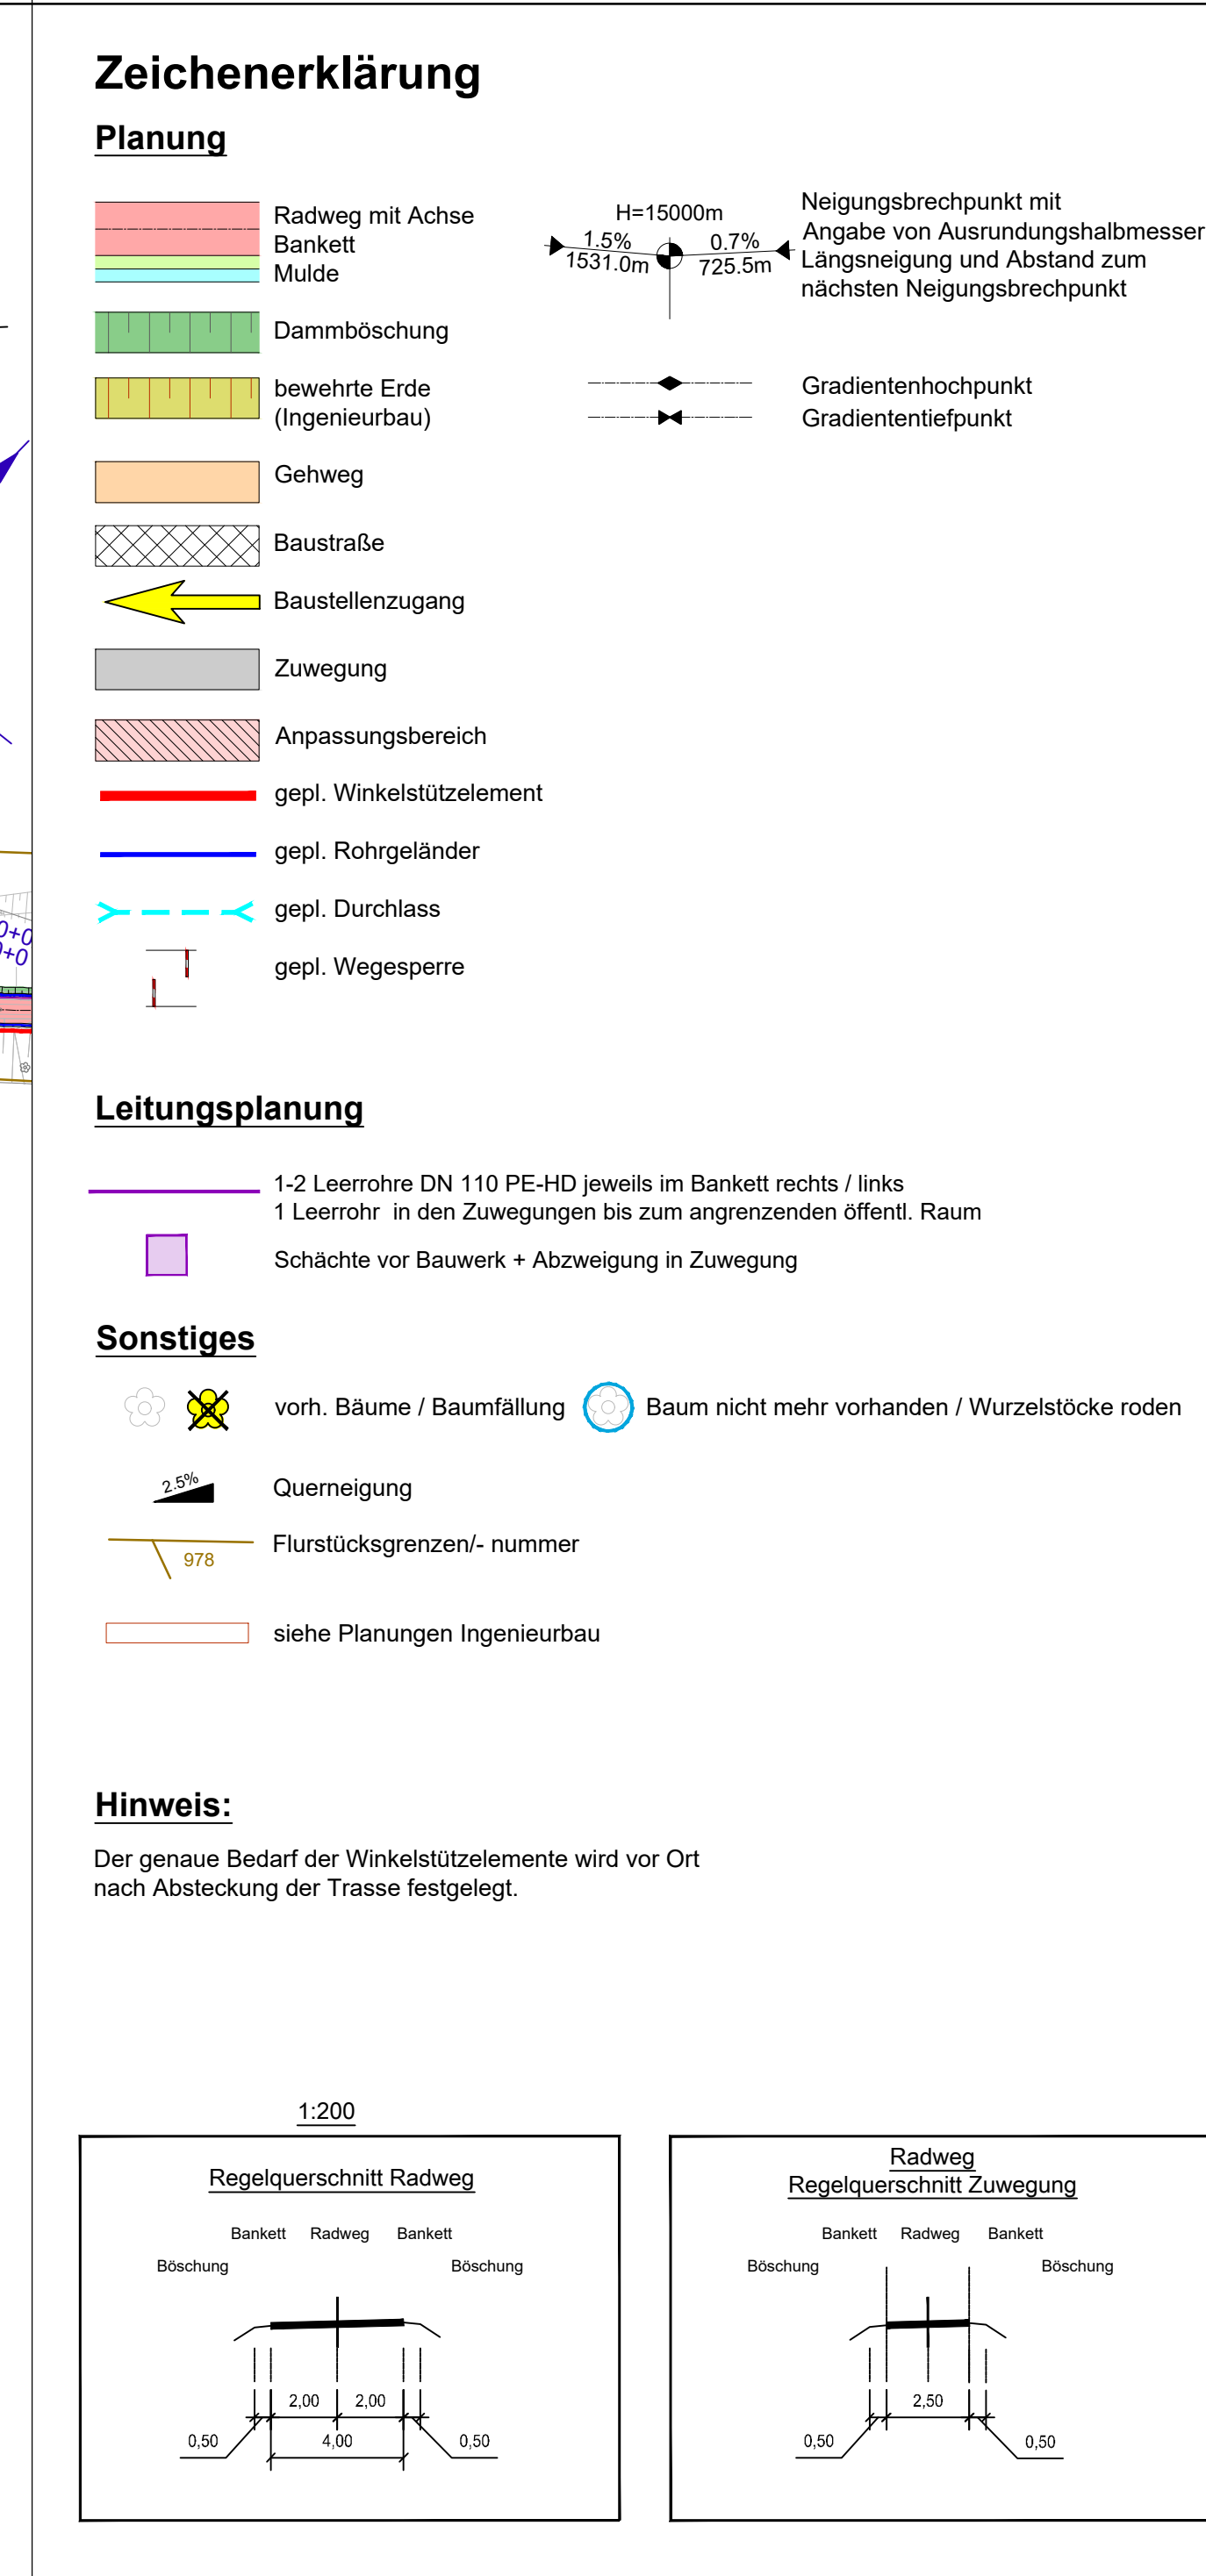 Zeichenerklärung
Planung
Radweg mit Achse
Bankett
Mulde
Dammböschung
bewehrte Erde
(Ingenieurbau)
Gehweg
Baustraße
Baustellenzugang
Zuwegung
Anpassungsbereich
gepl. Winkelstützelement
gepl. Rohrgeländer
gepl. Durchlass
gepl. Wegesperre
H=15000m
1.5% 0.7%
1531.0m 725.5m
Neigungsbrechpunkt mit
Angabe von Ausrundungshalbmesser
Längsneigung und Abstand zum
nächsten Neigungsbrechpunkt
Gradientenhochpunkt
Gradiententiefpunkt
0+0
0+0
Leitungsplanung
1-2 Leerrohre DN 110 PE-HD jeweils im Bankett rechts / links
1 Leerrohr in den Zuwegungen bis zum angrenzenden öffentl. Raum
Schächte vor Bauwerk + Abzweigung in Zuwegung
Sonstiges
vorh. Bäume / Baumfällung Baum nicht mehr vorhanden / Wurzelstöcke roden
2.5% Querneigung
Flurstücksgrenzen/- nummer
978
siehe Planungen Ingenieurbau
Hinweis:
Der genaue Bedarf der Winkelstützelemente wird vor Ort
nach Absteckung der Trasse festgelegt.
1:200
Regelquerschnitt Radweg
Bankett Radweg Bankett
Böschung Böschung
2,00 2,00
0,50 4,00 0,50
Radweg
Regelquerschnitt Zuwegung
Bankett Radweg Bankett
Böschung Böschung
2,50
0,50 0,50